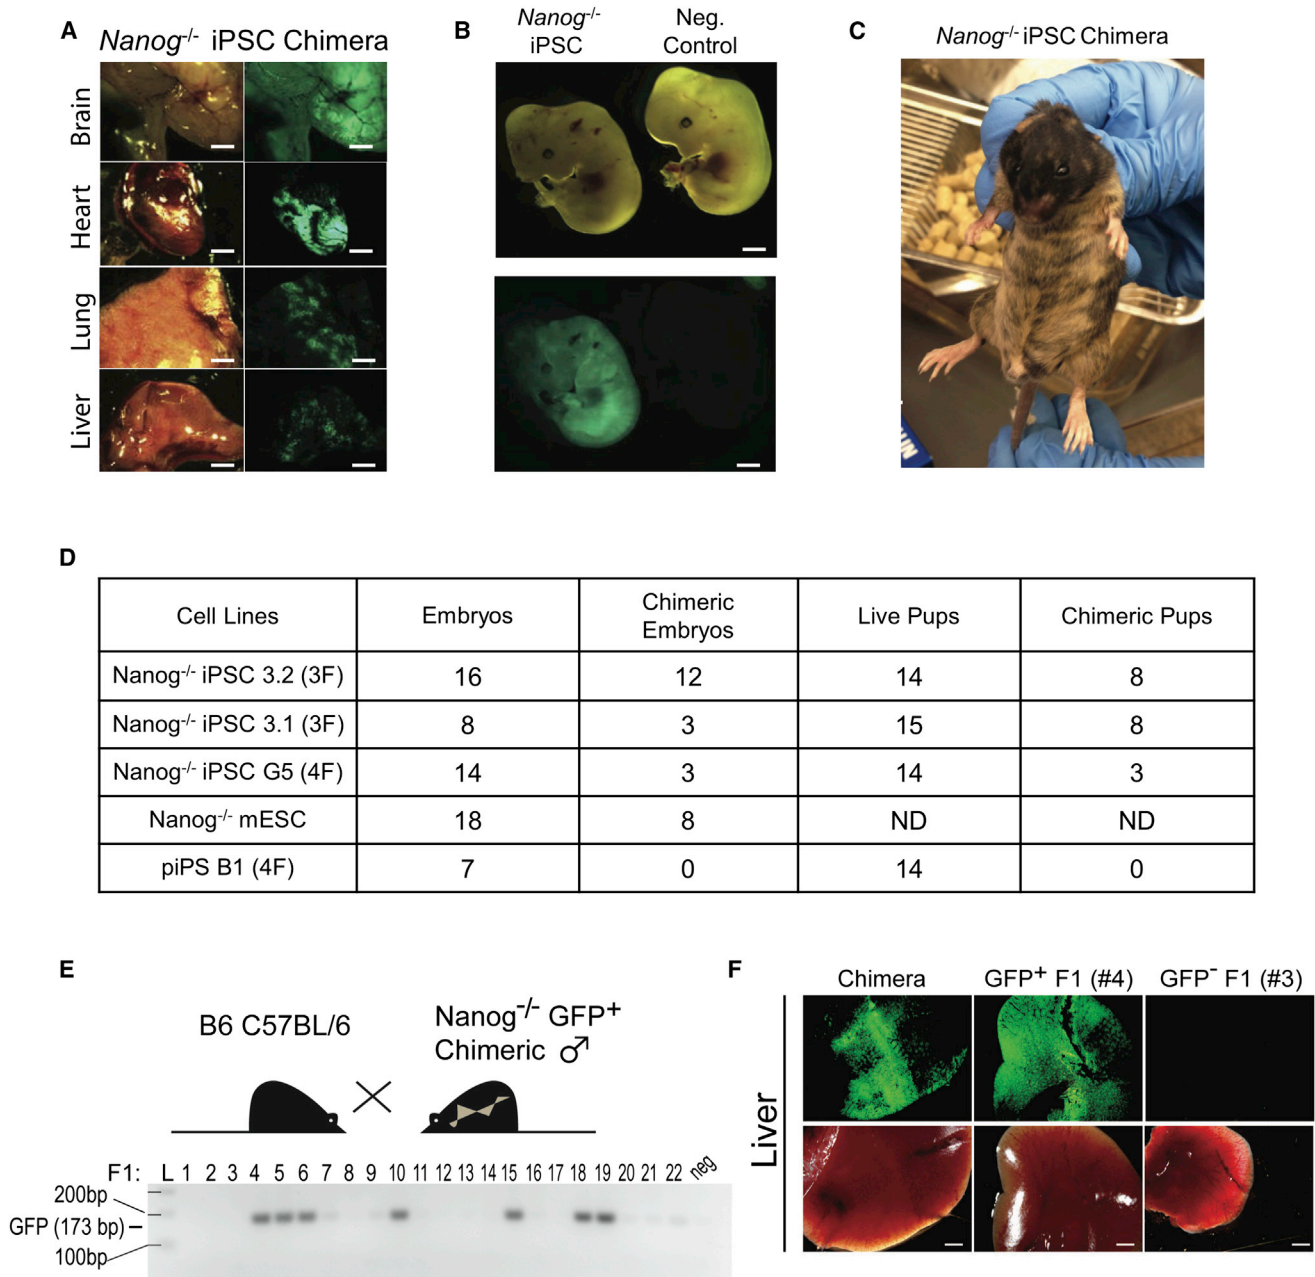 A
Nanog-/- iPSC Chimera
Brain
Heart
Lung
Liver
B
Nanog-/-
iPSC
Neg.
Control
C
Nanog-/- iPSC Chimera
D
Cell Lines
Embryos
Chimeric
Embryos
Live Pups
Chimeric Pups
Nanog-/- iPSC 3.2 (3F) 16 12 14 8
Nanog-/- iPSC 3.1 (3F) 8 3 15 8
Nanog-/- iPSC G5 (4F) 14 3 14 3
Nanog-/- mESC 18 8 ND ND
piPS B1 (4F) 7 0 14 0
E
B6 C57BL/6
Nanog-/- GFP+
Chimeric ♂
F1: L 1 2 3 4 5 6 7 8 9 10 11 12 13 14 15 16 17 18 19 20 21 22 neg
200bp
GFP (173 bp)
100bp
F
Chimera
GFP+ F1 (#4)
GFP- F1 (#3)
Liver